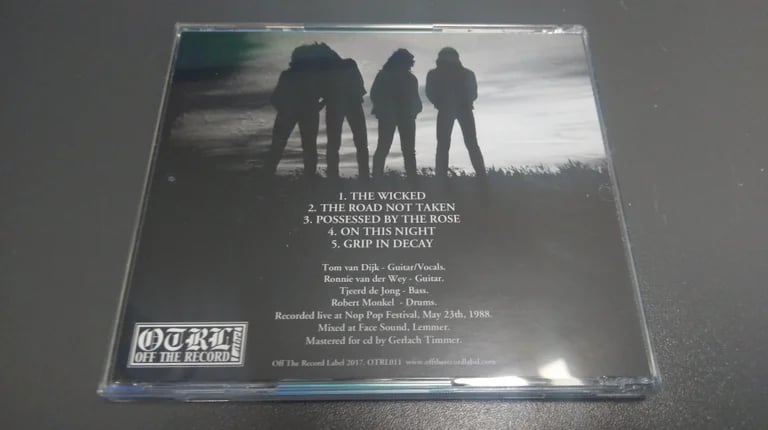 1. THE WICKED
2. THE ROAD NOT TAKEN
3. POSSESSED BY THE ROSE
4. ON THIS NIGHT
5. GRIP IN DECAY
Tom van Dijk - Guitar/Vocals.
Ronnie van der Wey - Guitar.
Tjeerd de Jong - Bass.
Robert Monkel - Drums.
Recorded live at Nop Pop Festival, May 23th, 1988.
Mixed at Face Sound, Lemmer.
Mastered for cd by Gerlach Timmer.
OTRL
OFF THE RECORD
Off The Record Label 2017. OTRL011 www.offtherecordlabel.com